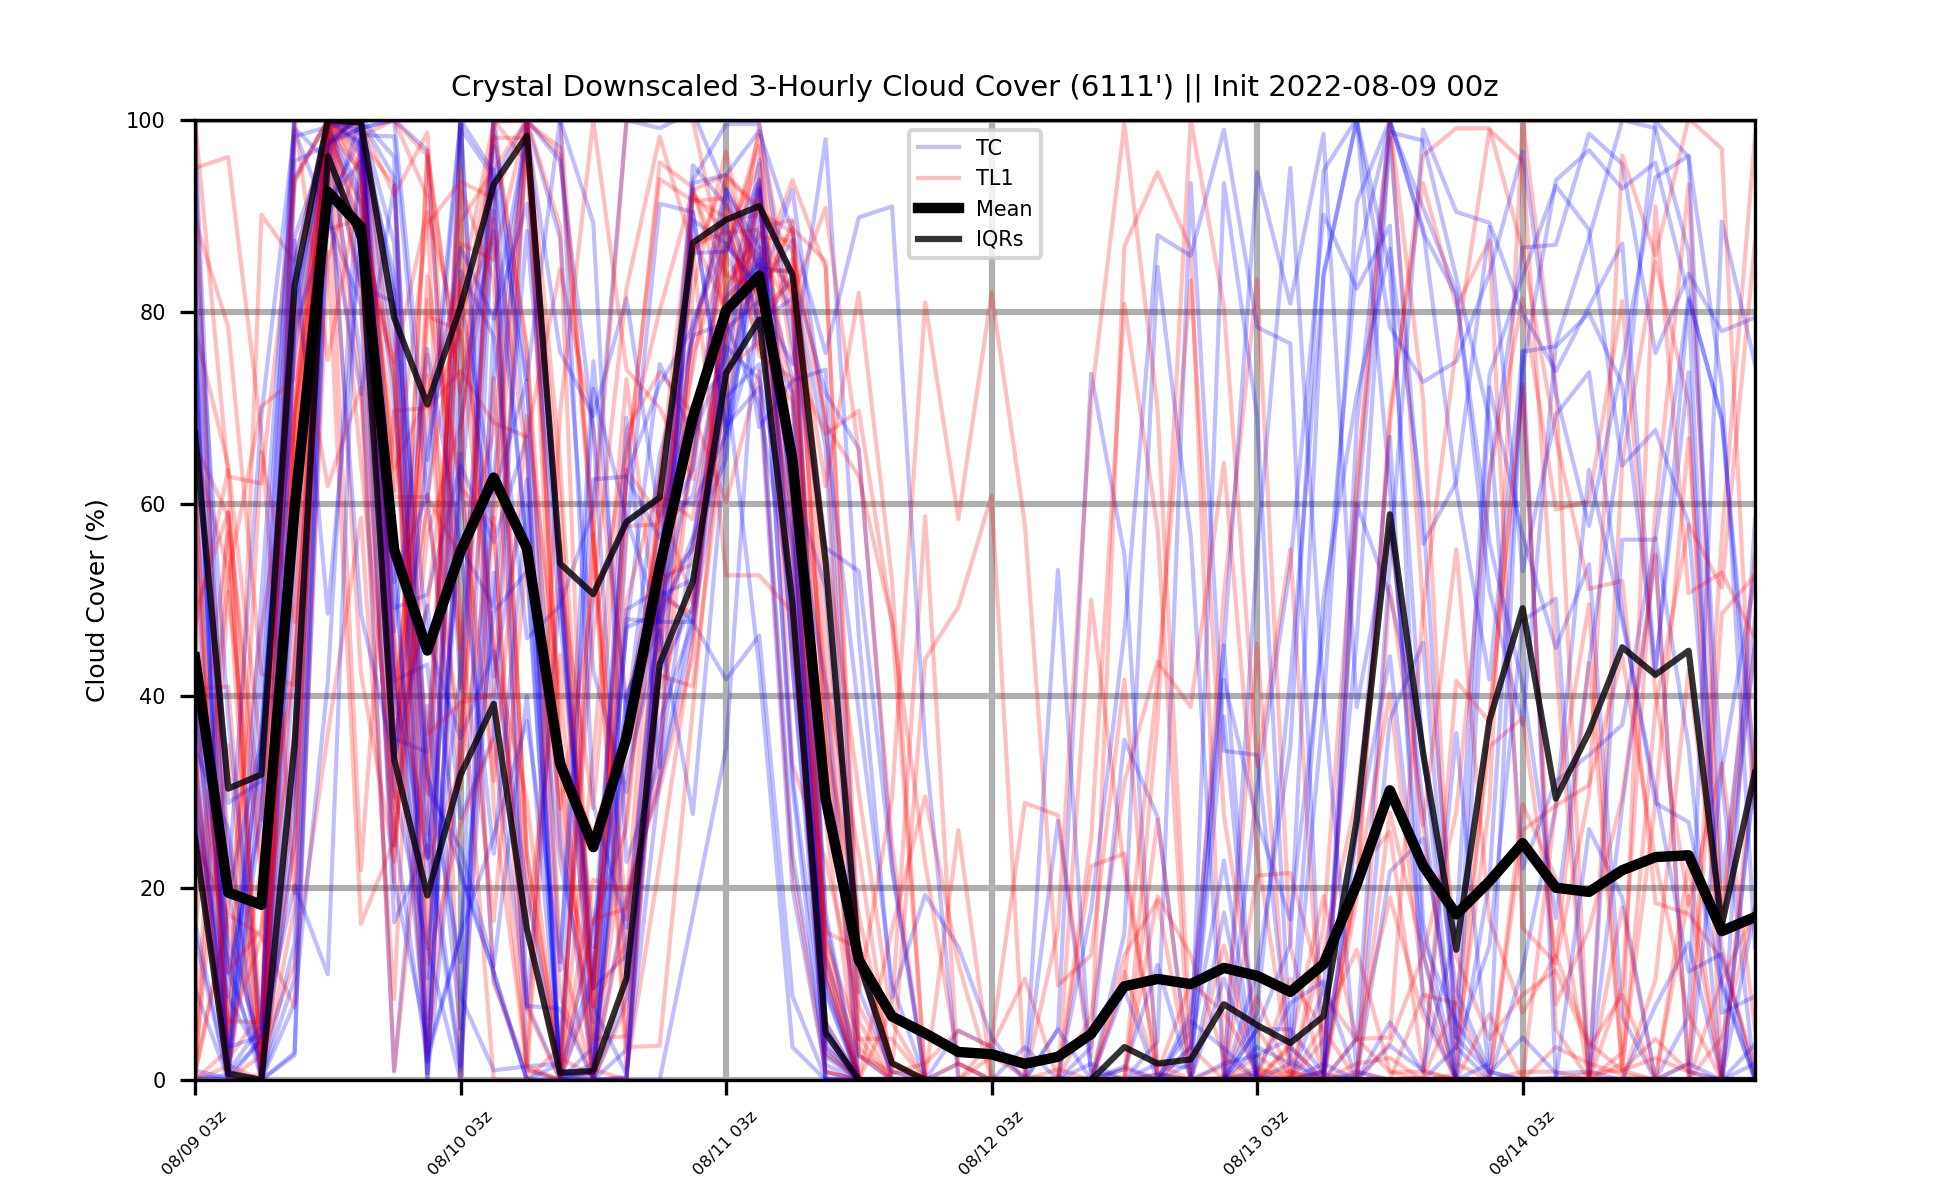 Crystal Downscaled 3-Hourly Cloud Cover (6111') || Init 2022-08-09 00z
TC
TL1
Mean
IQRs
Cloud Cover (%)
100
80
60
40
20
0
08/09 03z
08/10 03z
08/11 03z
08/12 03z
08/13 03z
08/14 03z